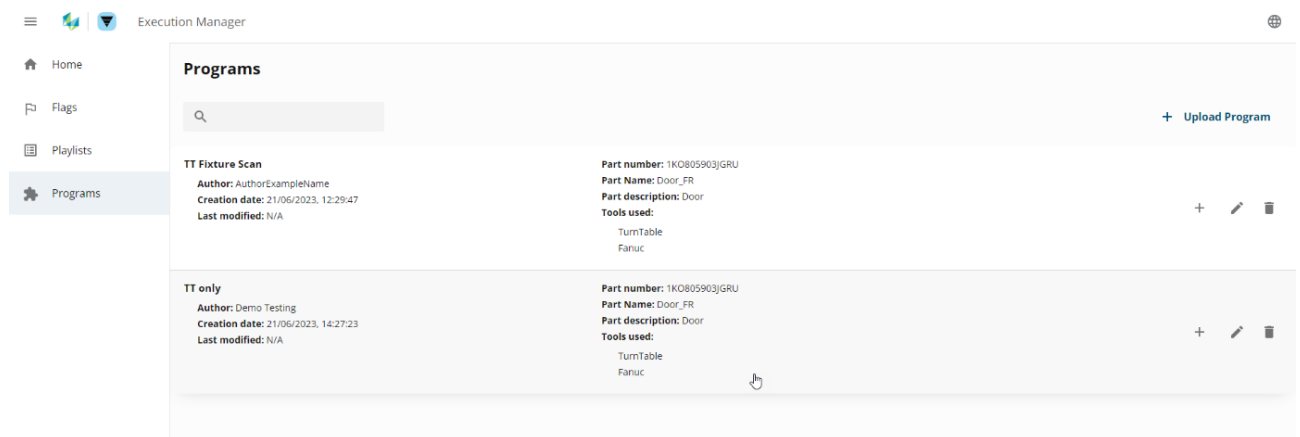 Execution Manager
Home
Flags
Playlists
Programs
Programs
+ Upload Program
TT Fixture Scan
Author: AuthorExampleName
Creation date: 21/06/2023, 12:29:47
Last modified: N/A
Part number: 1KO805903JGRU
Part Name: Door_FR
Part description: Door
Tools used:
TurnTable
Fanuc
TT only
Author: Demo Testing
Creation date: 21/06/2023, 14:27:23
Last modified: N/A
Part number: 1KO805903JGRU
Part Name: Door_FR
Part description: Door
Tools used:
TurnTable
Fanuc